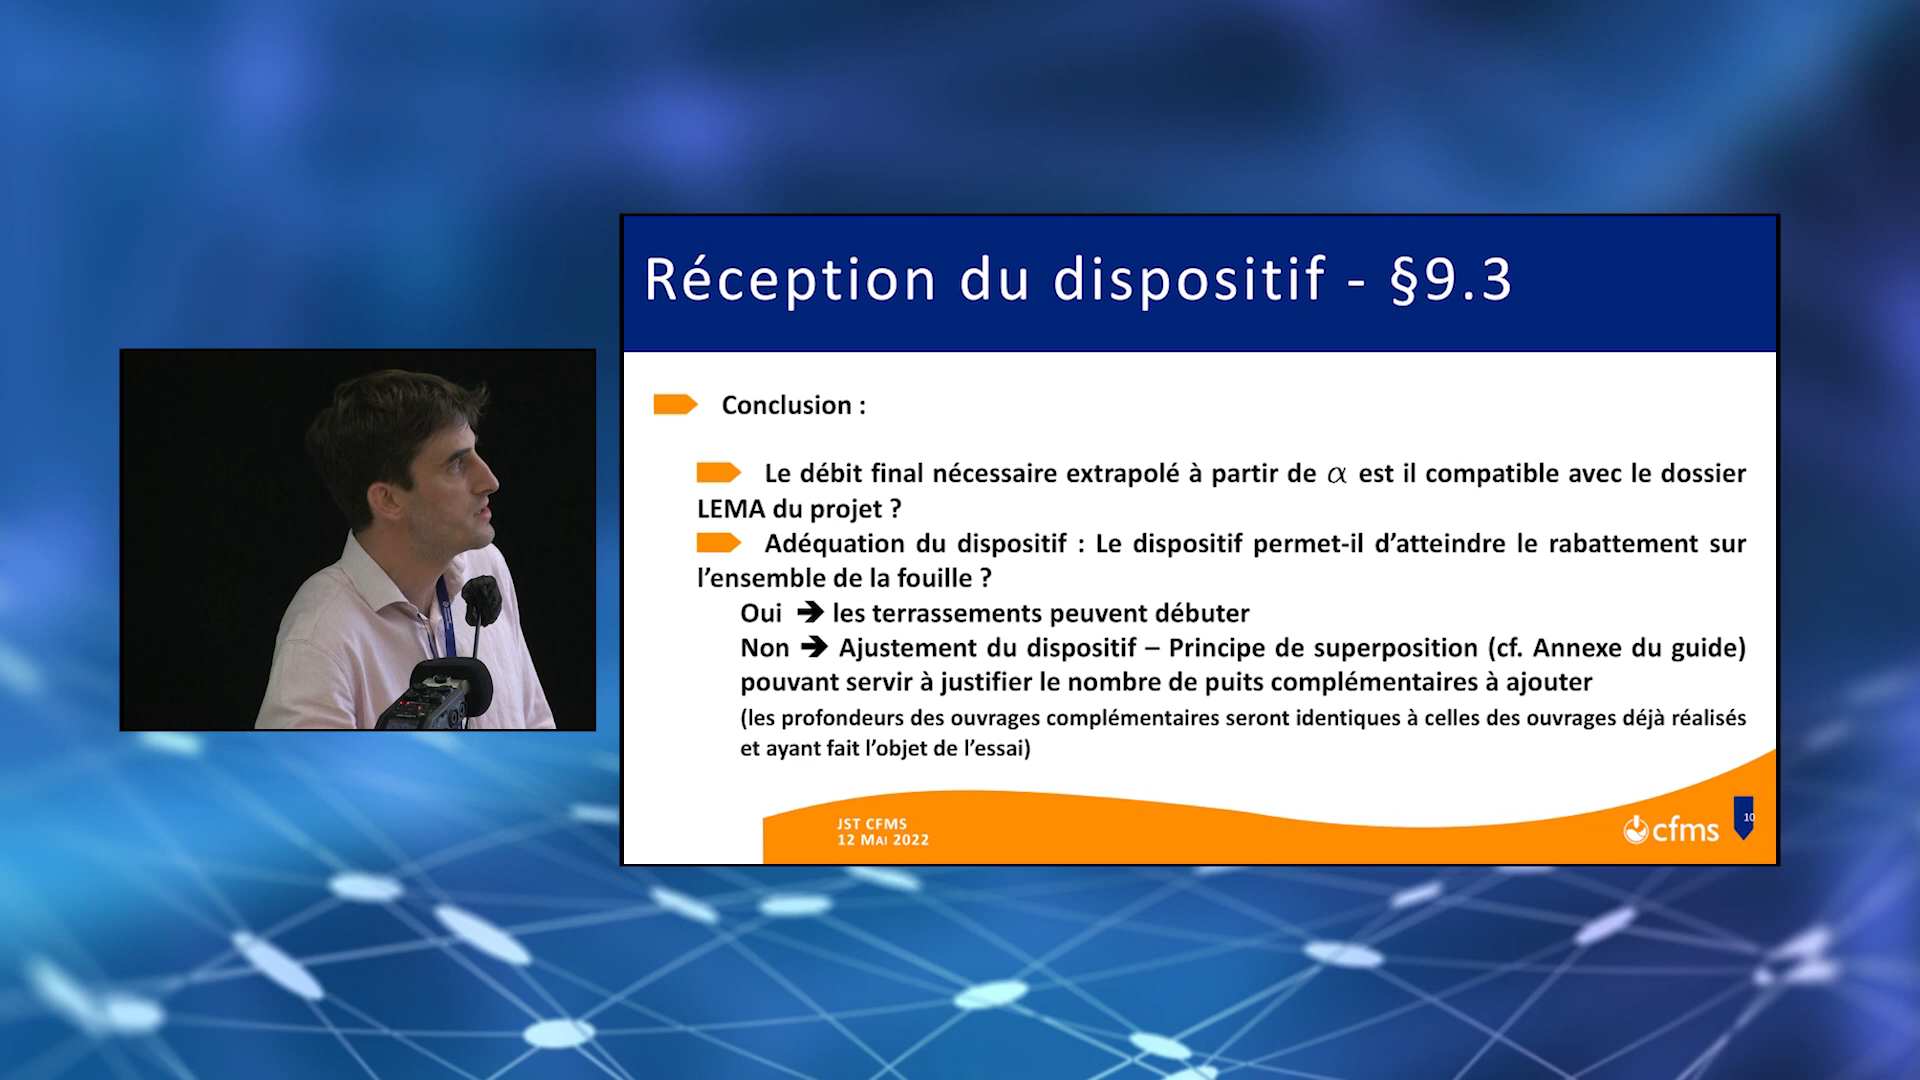 Réception du dispositif - §9.3
Conclusion :
Le débit final nécessaire extrapolé à partir de α est il compatible avec le dossier
LEMA du projet ?
Adéquation du dispositif : Le dispositif permet-il d’atteindre le rabattement sur
l’ensemble de la fouille ?
Oui ➔ les terrassements peuvent débuter
Non ➔ Ajustement du dispositif – Principe de superposition (cf. Annexe du guide)
pouvant servir à justifier le nombre de puits complémentaires à ajouter
(les profondeurs des ouvrages complémentaires seront identiques à celles des ouvrages déjà réalisés
et ayant fait l’objet de l’essai)
JST CFMS
12 MAI 2022
cfms
10